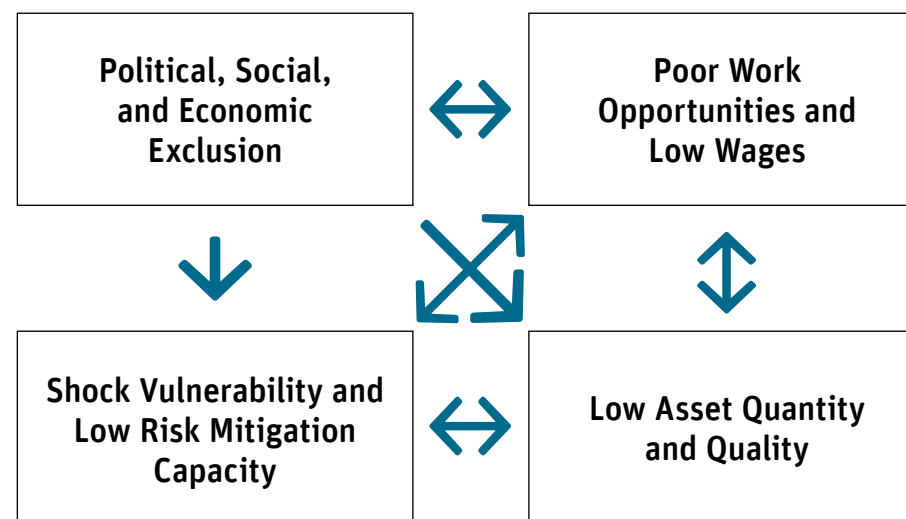 Political, Social,
and Economic
Exclusion
Poor Work
Opportunities and
Low Wages
Shock Vulnerability and
Low Risk Mitigation
Capacity
Low Asset Quantity
and Quality